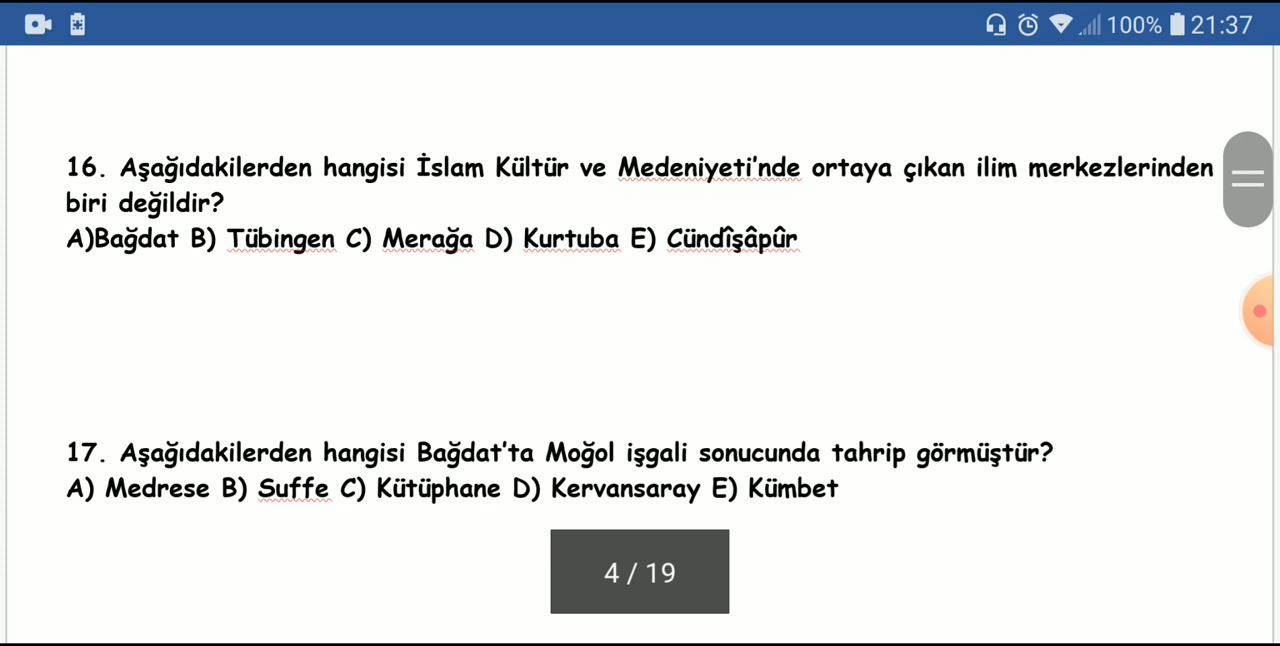 100% 21:37
16. Aşağıdakilerden hangisi İslam Kültür ve Medeniyeti'nde ortaya çıkan ilim merkezlerinden
biri değildir?
A)Bağdat B) Tübingen C) Merağa D) Kurtuba E) Cündîşâpûr
17. Aşağıdakilerden hangisi Bağdat'ta Moğol işgali sonucunda tahrip görmüştür?
A) Medrese B) Suffe C) Kütüphane D) Kervansaray E) Kümbet
4 / 19